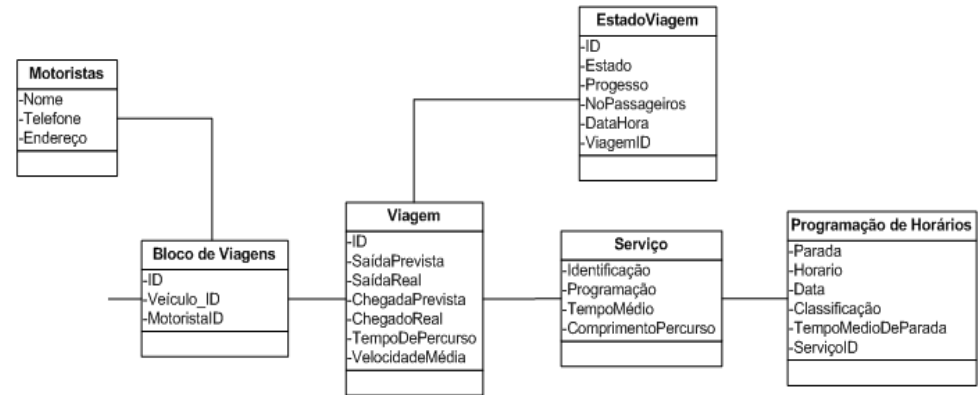 EstadoViagem
-ID
-Estado
-Progesso
-NoPassageiros
-DataHora
-ViagemID
Motoristas
-Nome
-Telefone
-Endereço
Bloco de Viagens
-ID
-Veículo_ID
-MotoristaID
Viagem
-ID
-SaídaPrevista
-SaídaReal
-ChegadaPrevista
-ChegadoReal
-TempoDePercurso
-VelocidadeMédia
Serviço
-Identificação
-Programação
-TempoMédio
-ComprimentoPercurso
Programação de Horários
-Parada
-Horario
-Data
-Classificação
-TempoMedioDeParada
-ServiçoID